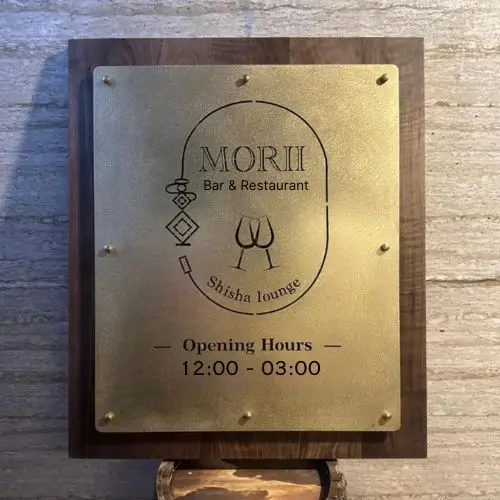 MORII
Bar & Restaurant
Shisha lounge
— Opening Hours —
12:00 - 03:00